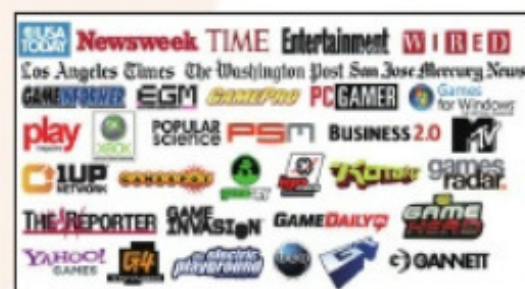 USA TODAY Newsweek TIME Entertainment WIRED
Los Angeles Times The Washington Post San Jose Mercury News
GAMEINFORMER EGM GAMEPRO PC GAMER Games for Windows
play XBOX POPULAR SCIENCE PSM BUSINESS 2.0 MTV
1UP NETWORK GAMESPOT GameSpy Kotaku games radar.
THE REPORTER GAME INVASION GAMEDAILY GAME HEAD
YAHOO! GAMES G4 the electric playground GANNETT